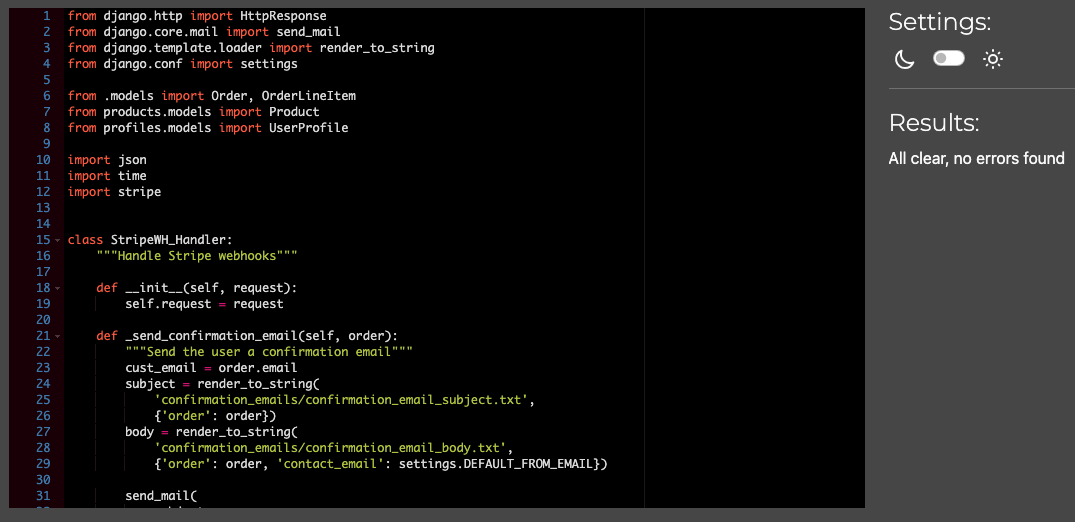 1 from django.http import HttpResponse
2 from django.core.mail import send_mail
3 from django.template.loader import render_to_string
4 from django.conf import settings
5
6 from .models import Order, OrderLineItem
7 from products.models import Product
8 from profiles.models import UserProfile
9
10 import json
11 import time
12 import stripe
13
14
15 class StripeWH_Handler:
16 """Handle Stripe webhooks"""
17
18 def __init__(self, request):
19 self.request = request
20
21 def _send_confirmation_email(self, order):
22 """Send the user a confirmation email"""
23 cust_email = order.email
24 subject = render_to_string(
25 'confirmation_emails/confirmation_email_subject.txt',
26 {'order': order})
27 body = render_to_string(
28 'confirmation_emails/confirmation_email_body.txt',
29 {'order': order, 'contact_email': settings.DEFAULT_FROM_EMAIL})
30
31 send_mail(
Settings:
Results:
All clear, no errors found